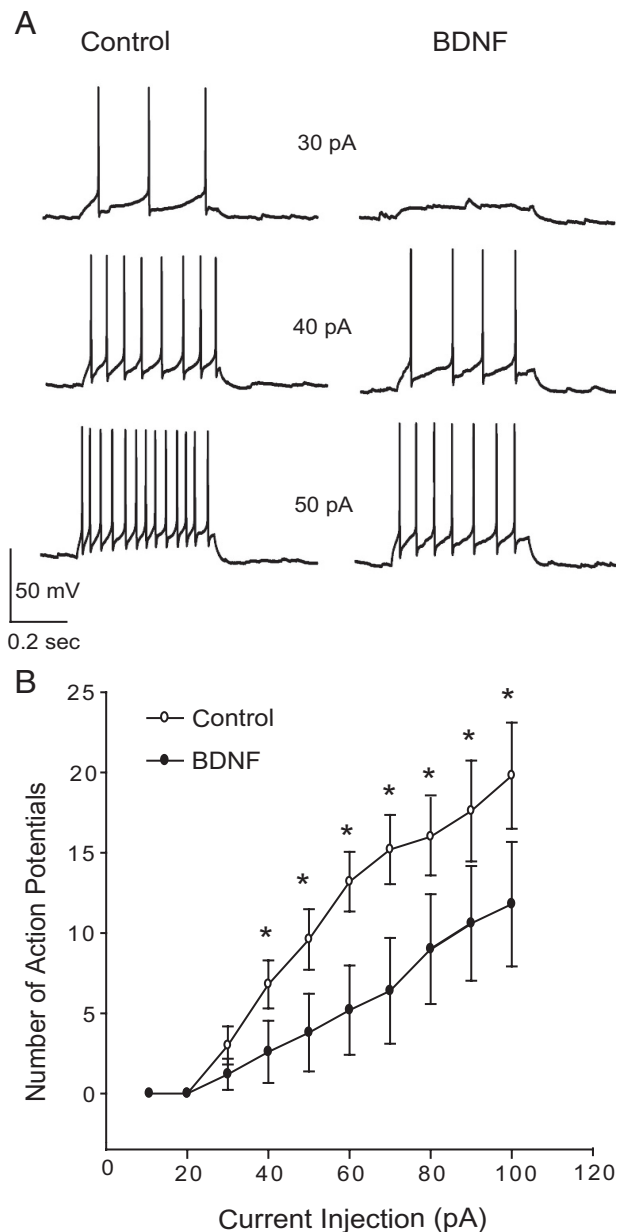 A
Control BDNF
30 pA
40 pA
50 pA
50 mV
0.2 sec
B
25
20
15
10
5
0
Number of Action Potentials
Control
BDNF
* * * * * * *
0 20 40 60 80 100 120
Current Injection (pA)